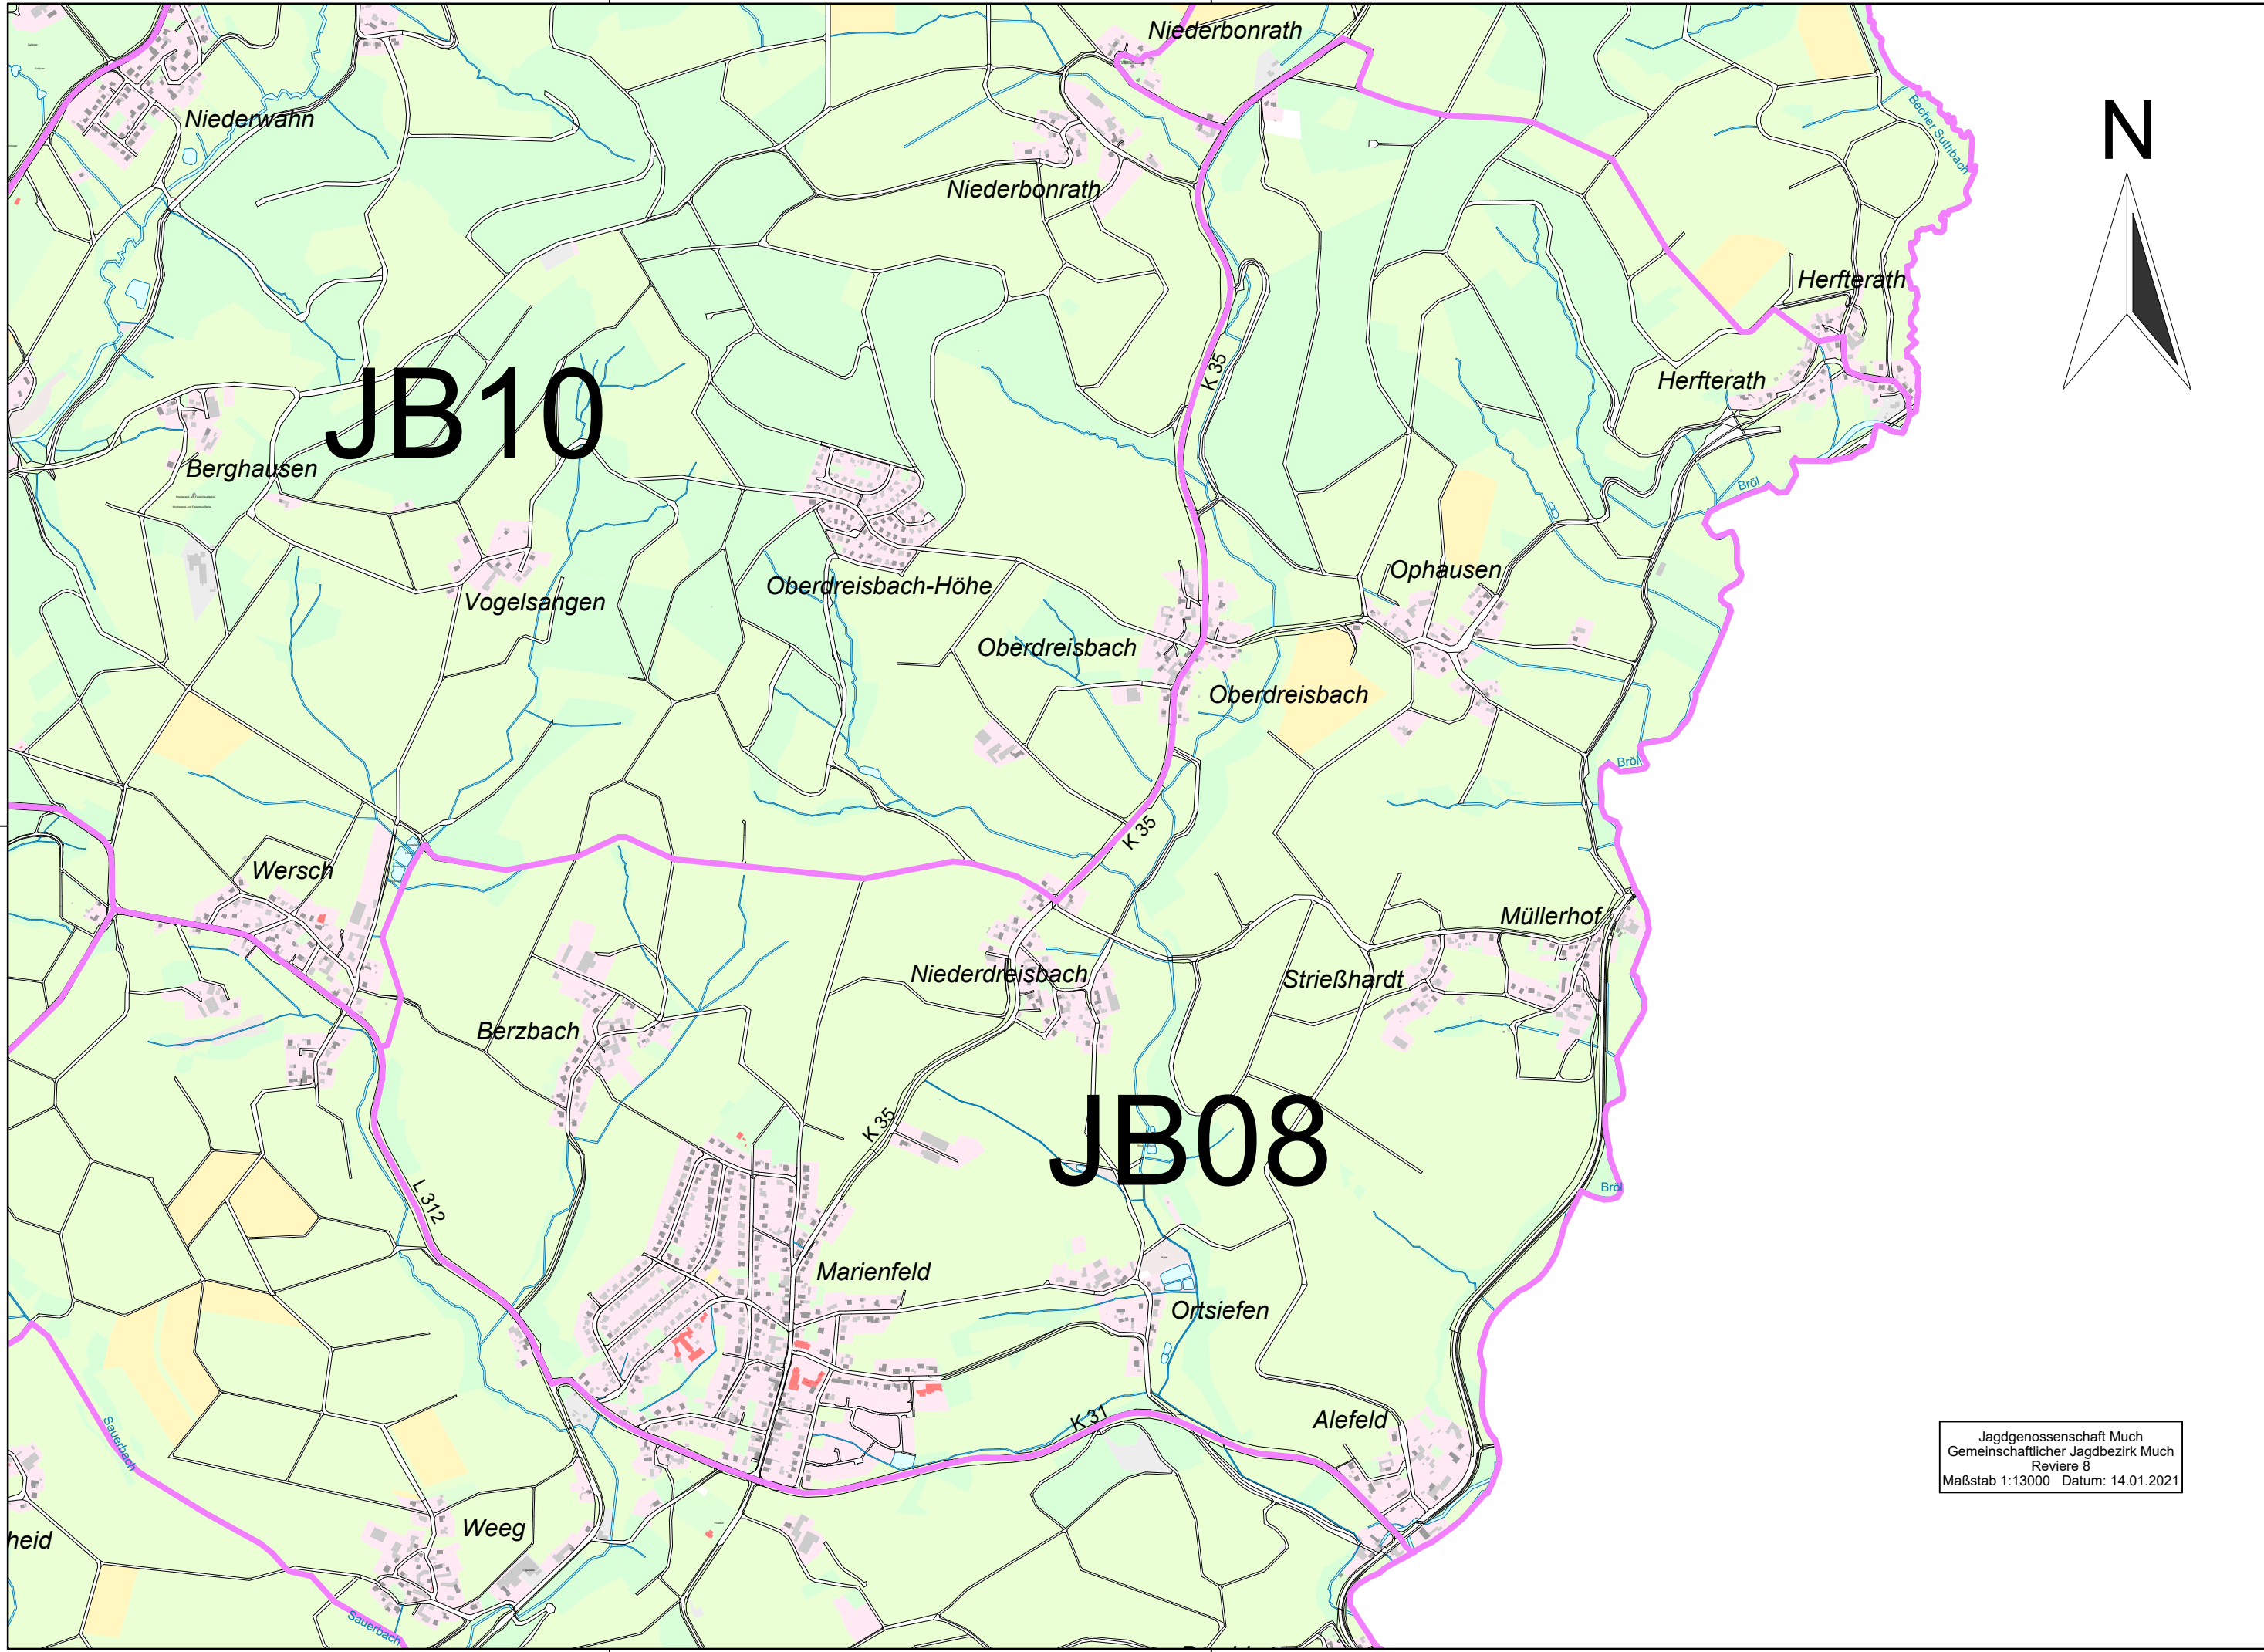 Niederbonrath
Niederwahn
Becher Suthbach
N
Niederbonrath
Herfterath
K 35
Herfterath
JB10
Berghausen
Bröl
Ophausen
Oberdreisbach-Höhe
Vogelsangen
Oberdreisbach
Oberdreisbach
Bröl
K 35
Wersch
Müllerhof
Niederdreisbach
Strießhardt
Berzbach
K 35
JB08
L 312
Bröl
Marienfeld
Ortsiefen
K 31
Alefeld
Sauerbach
Jagdgenossenschaft Much
Gemeinschaftlicher Jagdbezirk Much
Reviere 8
Maßstab 1:13000 Datum: 14.01.2021
Weeg
heid
Sauerbach